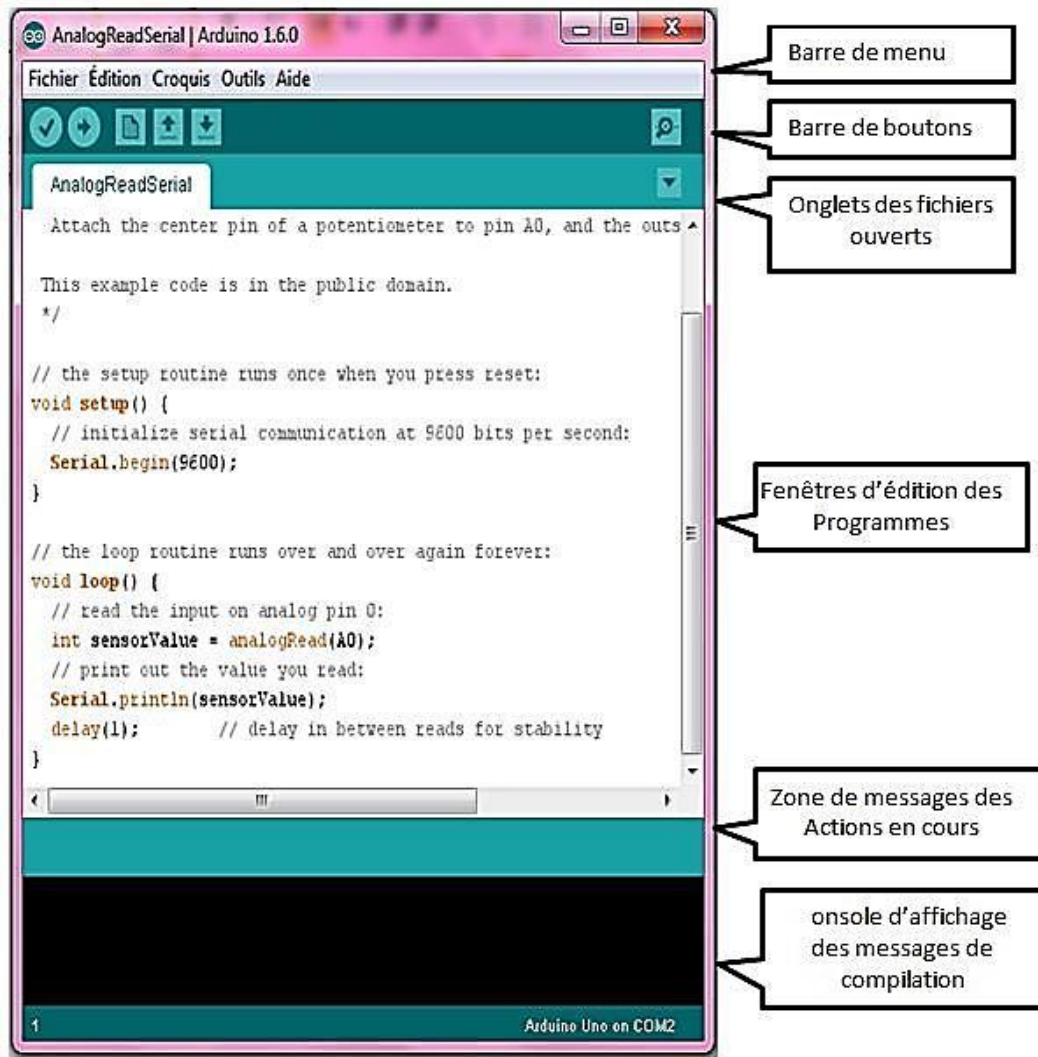 AnalogReadSerial | Arduino 1.6.0
Fichier Édition Croquis Outils Aide
AnalogReadSerial
Attach the center pin of a potentiometer to pin A0, and the outs
This example code is in the public domain.
*/
// the setup routine runs once when you press reset:
void setup() {
// initialize serial communication at 9600 bits per second:
Serial.begin(9600);
}
// the loop routine runs over and over again forever:
void loop() {
// read the input on analog pin 0:
int sensorValue = analogRead(A0);
// print out the value you read:
Serial.println(sensorValue);
delay(1); // delay in between reads for stability
}
1 Arduino Uno on COM2
Barre de menu
Barre de boutons
Onglets des fichiers
ouverts
Fenêtres d'édition des
Programmes
Zone de messages des
Actions en cours
onsole d'affichage
des messages de
compilation